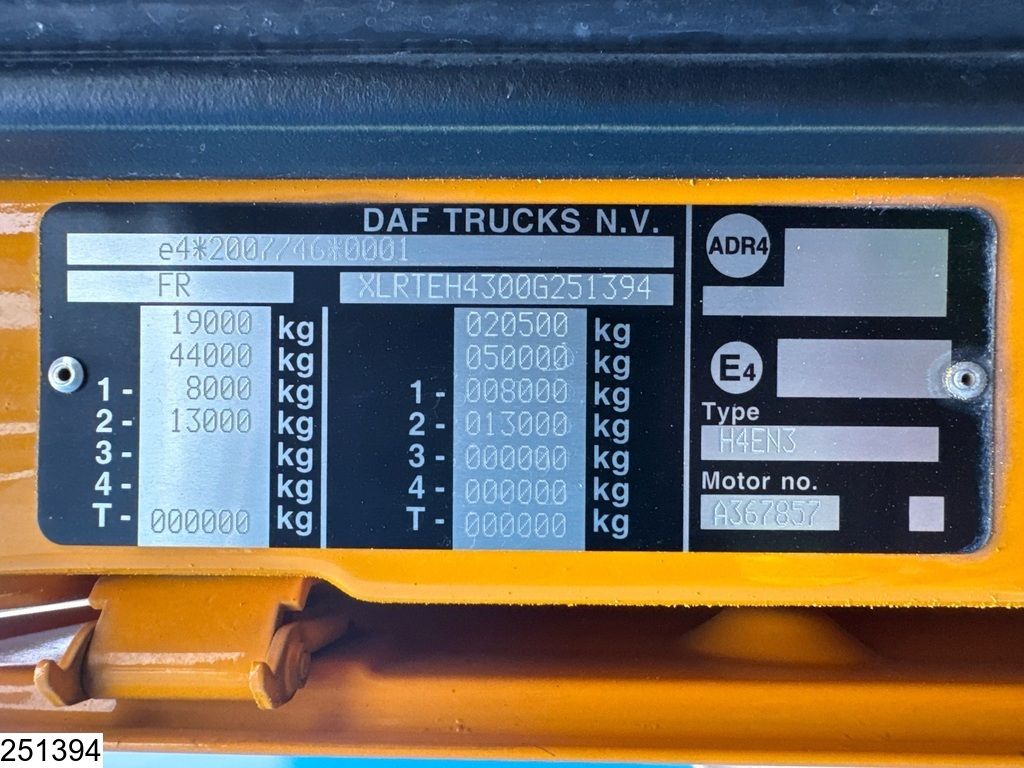 DAF TRUCKS N.V.
e4*2007/46*0001
FR XLRTEH4300G251394
19000 kg 020500 kg
44000 kg 050000 kg
1- 8000 kg 1- 008000 kg
2- 13000 kg 2- 013000 kg
3- kg 3- 000000 kg
4- kg 4- 000000 kg
T- 000000 kg T- 000000 kg
ADR4
E4
Type
H4EN3
Motor no.
A367857
251394